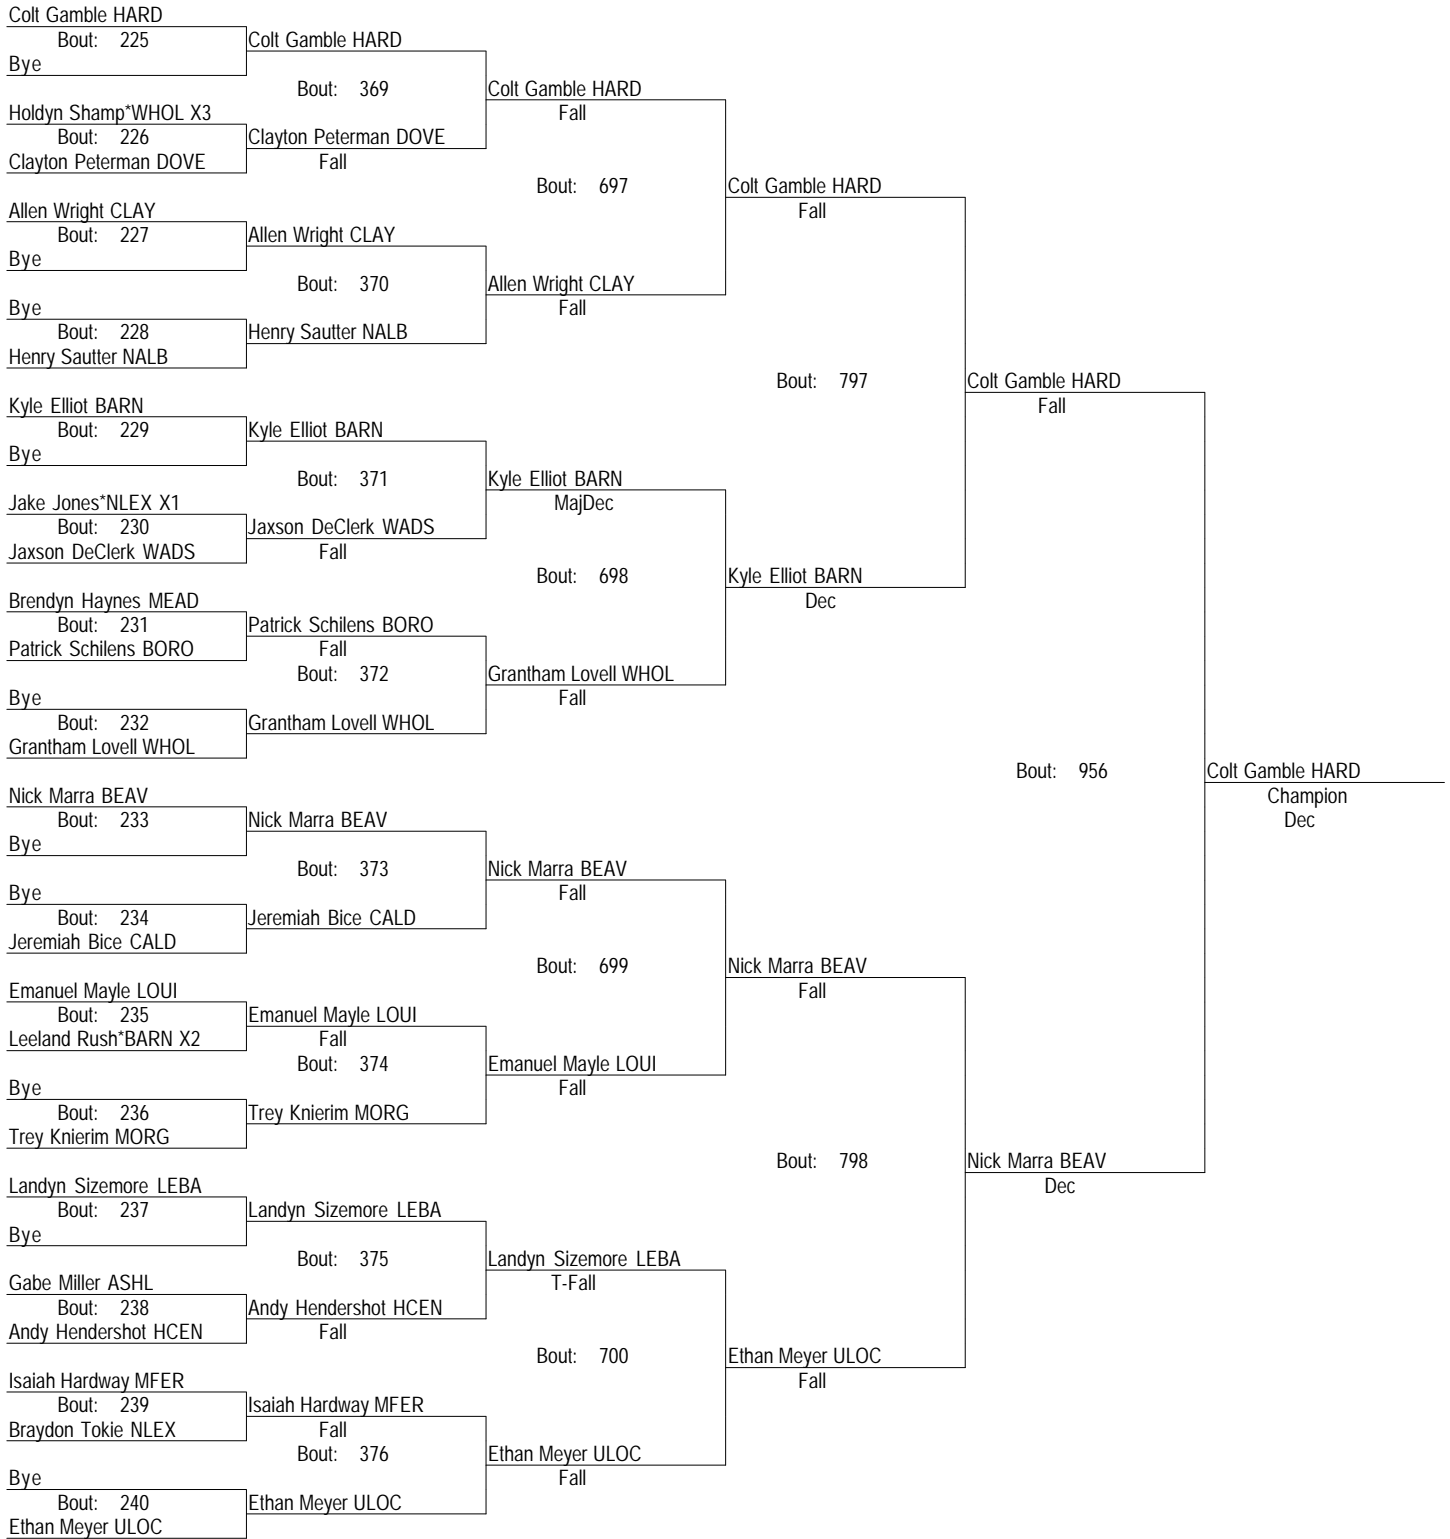 Colt Gamble HARD
Bout: 225
Colt Gamble HARD
Bye
Bout: 369
Colt Gamble HARD
Holdyn Shamp*WHOL X3
Fall
Bout: 226
Clayton Peterman DOVE
Clayton Peterman DOVE
Fall
Bout: 697
Colt Gamble HARD
Allen Wright CLAY
Fall
Bout: 227
Allen Wright CLAY
Bye
Bout: 370
Allen Wright CLAY
Bye
Fall
Bout: 228
Henry Sautter NALB
Henry Sautter NALB
Bout: 797
Colt Gamble HARD
Kyle Elliot BARN
Fall
Bout: 229
Kyle Elliot BARN
Bye
Bout: 371
Kyle Elliot BARN
Jake Jones*NLEX X1
MajDec
Bout: 230
Jaxson DeClerk WADS
Jaxson DeClerk WADS
Fall
Bout: 698
Kyle Elliot BARN
Brendyn Haynes MEAD
Dec
Bout: 231
Patrick Schilens BORO
Patrick Schilens BORO
Fall
Bout: 372
Grantham Lovell WHOL
Bye
Fall
Bout: 232
Grantham Lovell WHOL
Grantham Lovell WHOL
Bout: 956
Colt Gamble HARD
Nick Marra BEAV
Champion
Bout: 233
Nick Marra BEAV
Dec
Bye
Bout: 373
Nick Marra BEAV
Bye
Fall
Bout: 234
Jeremiah Bice CALD
Jeremiah Bice CALD
Bout: 699
Nick Marra BEAV
Emanuel Mayle LOUI
Fall
Bout: 235
Emanuel Mayle LOUI
Leeland Rush*BARN X2
Fall
Bout: 374
Emanuel Mayle LOUI
Bye
Fall
Bout: 236
Trey Knierim MORG
Trey Knierim MORG
Bout: 798
Nick Marra BEAV
Landyn Sizemore LEBA
Dec
Bout: 237
Landyn Sizemore LEBA
Bye
Bout: 375
Landyn Sizemore LEBA
Gabe Miller ASHL
T-Fall
Bout: 238
Andy Hendershot HCEN
Andy Hendershot HCEN
Fall
Bout: 700
Ethan Meyer ULOC
Isaiah Hardway MFER
Fall
Bout: 239
Isaiah Hardway MFER
Braydon Tokie NLEX
Fall
Bout: 376
Ethan Meyer ULOC
Bye
Fall
Bout: 240
Ethan Meyer ULOC
Ethan Meyer ULOC